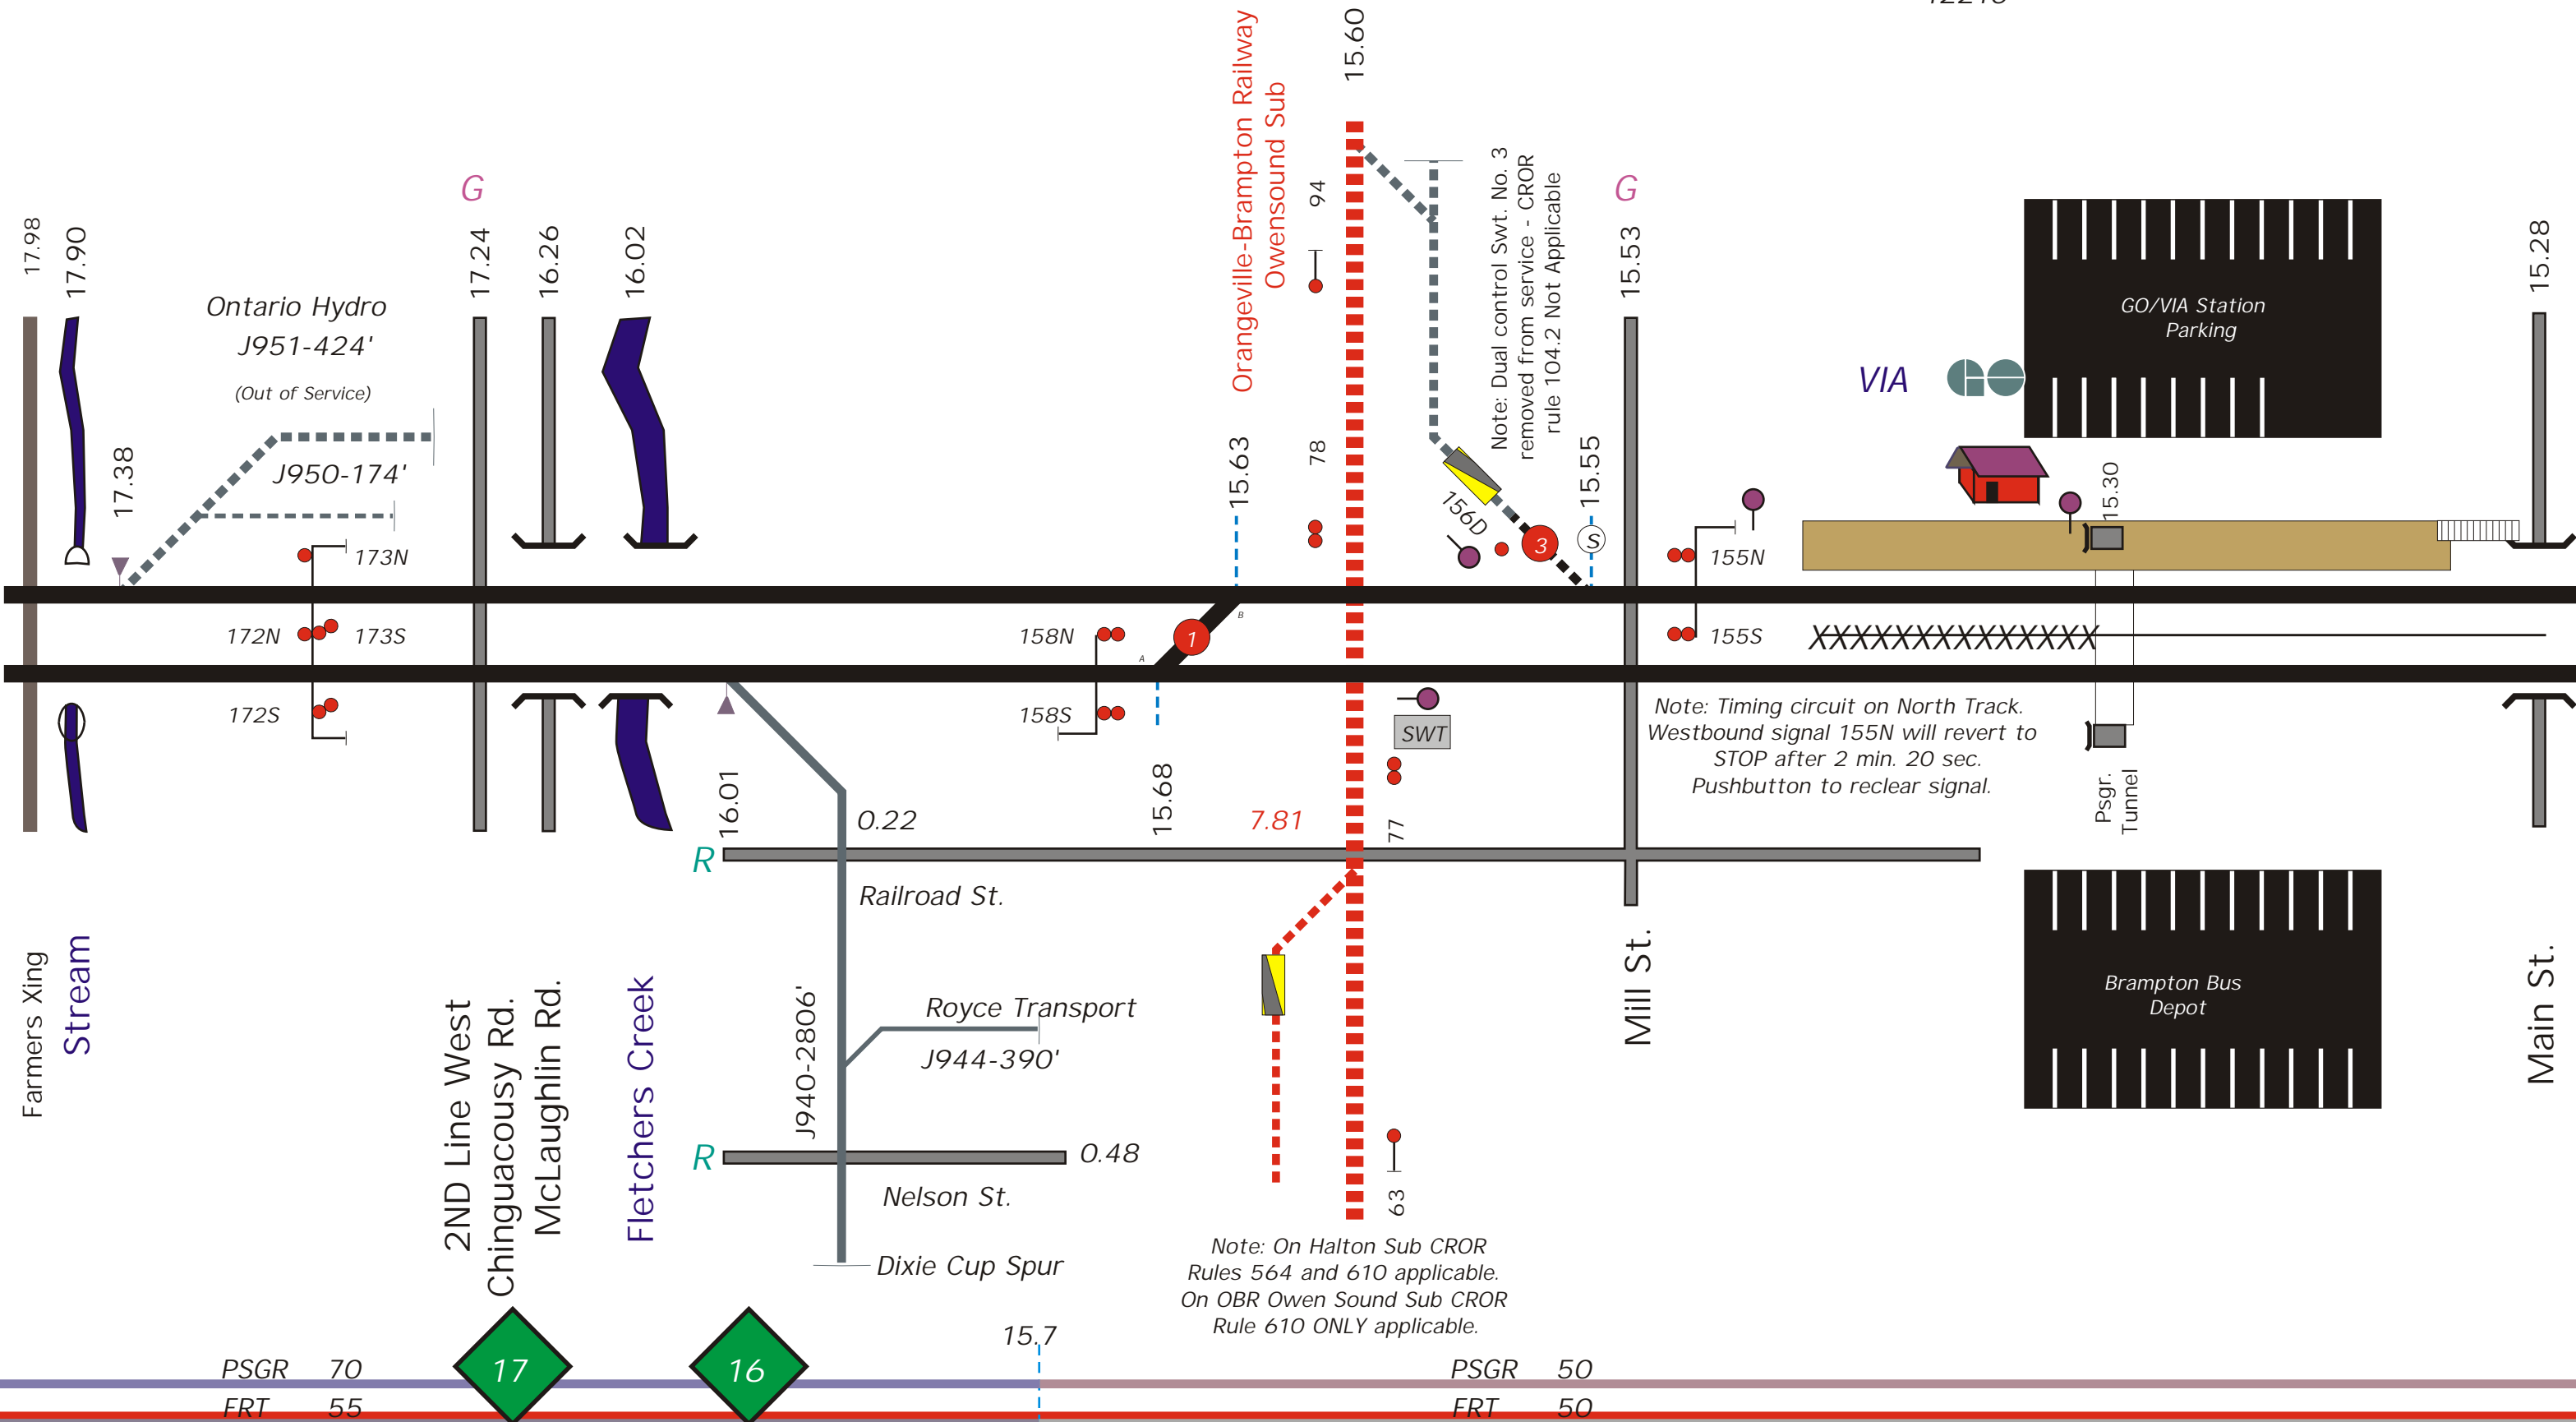 15.60
Orangeville-Brampton Railway
Owensound Sub
94
78
Note: Dual control Swt. No. 3
removed from service - CROR
rule 104.2 Not Applicable
G
G
17.98
17.90
17.24
16.26
16.02
15.53
15.28
Ontario Hydro
J951-424'
(Out of Service)
J950-174'
17.38
15.63
15.55
156D
3
S
GO/VIA Station
Parking
VIA
GO
15.30
173N
172N
173S
172S
158N
158S
1
A
B
155N
155S
XXXXXXXXXXXXXX
SWT
Note: Timing circuit on North Track.
Westbound signal 155N will revert to
STOP after 2 min. 20 sec.
Pushbutton to reclear signal.
Psgr.
Tunnel
16.01
0.22
15.68
7.81
77
R
Railroad St.
Farmers Xing
Stream
2ND Line West
Chinguacousy Rd.
McLaughlin Rd.
Fletchers Creek
J940-2806'
Royce Transport
J944-390'
Mill St.
Brampton Bus
Depot
Main St.
R
0.48
Nelson St.
63
Dixie Cup Spur
Note: On Halton Sub CROR
Rules 564 and 610 applicable.
On OBR Owen Sound Sub CROR
Rule 610 ONLY applicable.
15.7
PSGR 70
17
16
PSGR 50
FRT 55
FRT 50